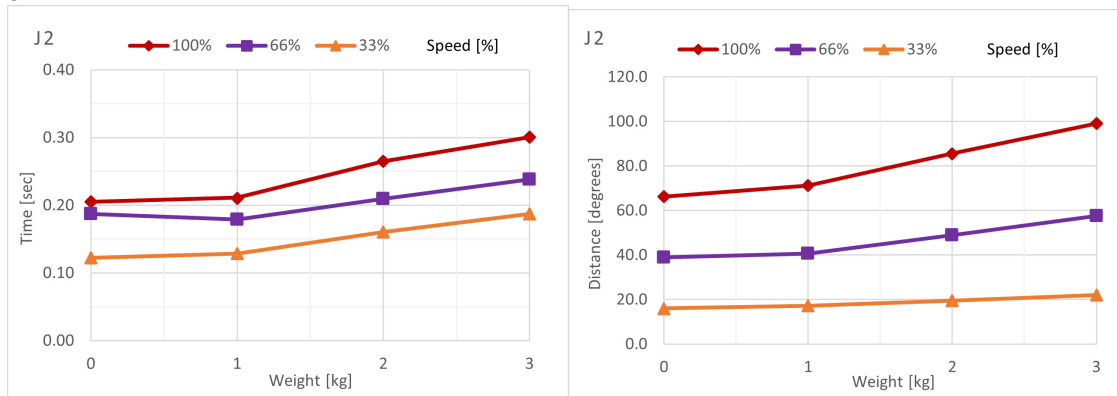 J2
100% 66% 33% Speed [%]
0.40
0.30
0.20
0.10
0.00
Time [sec]
0 1 2 3
Weight [kg]
J2
100% 66% 33% Speed [%]
120.0
100.0
80.0
60.0
40.0
20.0
0.0
Distance [degrees]
0 1 2 3
Weight [kg]